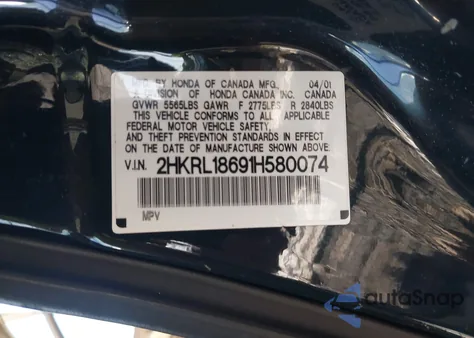 BY HONDA OF CANADA MFG., 04/01
DIVISION OF HONDA CANADA INC. CANADA
GVWR 5565LBS GAWR F 2775LBS R 2840LBS
THIS VEHICLE CONFORMS TO ALL APPLICABLE
FEDERAL MOTOR VEHICLE SAFETY,
AND THEFT PREVENTION STANDARDS IN EFFECT
ON THE DATE OF MANUFACTURE SHOWN ABOVE.
V.I.N. 2HKRL18691H580074
MPV
autoSnap